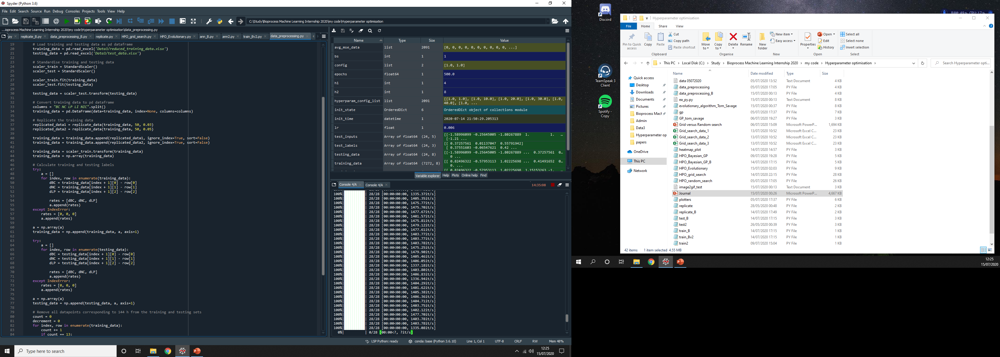 Spyder (Python 3.6)
File Edit Search Source Run Debug Consoles Projects Tools View Help
C:\Study\Bioprocess Machine Learning Internship 2020\my code\Hyperparameter optimisation
...ioprocess Machine Learning Internship 2020\my code\Hyperparameter optimisation\data_preprocessing.py
py replicate_B.py data_preprocessing_B.py replicate.py HPO_grid_search.py HPO_Evolutionary.py ann_B.py ann2.py train_Bv2.py data_preprocessing.py
19 # Load training and testing data as pd dataframe
20 training_data = pd.read_excel('Data3/reduced_training_data.xlsx')
21 testing_data = pd.read_excel('Data3/test_data.xlsx')
22
23 # Standardise training and testing data
24 scaler_train = StandardScaler()
25 scaler_test = StandardScaler()
26
27 scaler_train.fit(training_data)
28 scaler_test.fit(testing_data)
29
30 testing_data = scaler_test.transform(testing_data)
31
32 # Convert training data to pd dataframe
33 columns = "BC NC LP LI NIC".split()
34 training_data = pd.DataFrame(data=training_data, index=None, columns=columns)
35
36 # Replicate the training data
37 replicated_data1 = replicate_data(training_data, 50, 0.03)
38 replicated_data2 = replicate_data(training_data, 50, 0.05)
39
40 training_data = training_data.append(replicated_data1, ignore_index=True, sort=False)
41 training_data = training_data.append(replicated_data2, ignore_index=True, sort=False)
42
43 training_data = scaler_train.transform(training_data)
44 training_data = np.array(training_data)
45
46 # Calculate training and testing labels
47 try:
48 a = []
49 for index, row in enumerate(training_data):
50 dBC = training_data[index + 1][0] - row[0]
51 dNC = training_data[index + 1][1] - row[1]
52 dLP = training_data[index + 1][2] - row[2]
53
54 rates = [dBC, dNC, dLP]
55 a.append(rates)
56 except IndexError:
57 rates = [0, 0, 0]
58 a.append(rates)
59
60 a = np.array(a)
61 training_data = np.append(training_data, a, axis=1)
62
63 try:
64 a = []
65 for index, row in enumerate(testing_data):
66 dBC = testing_data[index + 1][0] - row[0]
67 dNC = testing_data[index + 1][1] - row[1]
68 dLP = testing_data[index + 1][2] - row[2]
69
70 rates = [dBC, dNC, dLP]
71 a.append(rates)
72 except IndexError:
73 rates = [0, 0, 0]
74 a.append(rates)
75
76 a = np.array(a)
77 testing_data = np.append(testing_data, a, axis=1)
78
79 # Remove all datapoints corresponding to 144 h from the training and testing sets
80 count = 0
81 decrement = 0
82 for index, row in enumerate(training_data):
83 count += 1
84 if count == 13:
Name Type Size Value
avg_mse_data list 2091 [0, 0, 0, 0, 0, 0, 0, 0, 0, 0, ...]
bs int 1 1
config list 2 [1.0, 1.0]
epochs float64 1 500.0
h1 int 1 4
h2 int 1 8
hyperparam_config_list list 2091 [[1.0, 1.0], [1.0, 10.0], [1.0, 20.0], [1.0, 30.0], [1.0,
40.0], [1.0, ...
init_state OrderedDict 6 OrderedDict object of collections module
init_time datetime 1 2020-07-14 21:50:29.205313
lr float 1 0.006
test_inputs Array of float64 (24, 5) [[-1.58996099 -0.25645005 -1.80267889 1. 1. ...
[-1.21 ...
test_labels Array of float64 (24, 3) [[ 0.37257561 0.01137047 0.55791942]
[ 0.37551603 -0.06547621 0.42 ...
testing_data Array of float64 (24, 8) [[-1.58996099 -0.25645005 -1.80267889 ... 0.37257561 0...
0 ...
training_data Array of float64 (7272, 8) [[ 0.82496322 -0.57953113 1.02225698 ... 0.41491652 0...
0. ...
[[ 0.82496322 -0.57953113 1.02225698 1.15153263 -1.
Variable explorer Help Plots Online help Find
Console 4/A Console 4/A 14:35:08
100% 28/28 [00:00<00:00, 1335.37it/s]
100% 28/28 [00:00<00:00, 1405.35it/s]
100% 28/28 [00:00<00:00, 1475.77it/s]
100% 28/28 [00:00<00:00, 1475.70it/s]
100% 28/28 [00:00<00:00, 1477.67it/s]
100% 28/28 [00:00<00:00, 1401.57it/s]
100% 28/28 [00:00<00:00, 1475.81it/s]
100% 28/28 [00:00<00:00, 1479.12it/s]
100% 28/28 [00:00<00:00, 1477.61it/s]
100% 28/28 [00:00<00:00, 1403.77it/s]
100% 28/28 [00:00<00:00, 1403.77it/s]
100% 28/28 [00:00<00:00, 1403.78it/s]
100% 28/28 [00:00<00:00, 1475.25it/s]
100% 28/28 [00:00<00:00, 1479.90it/s]
100% 28/28 [00:00<00:00, 1405.46it/s]
100% 28/28 [00:00<00:00, 1406.05it/s]
100% 28/28 [00:00<00:00, 1337.18it/s]
100% 28/28 [00:00<00:00, 1403.80it/s]
100% 28/28 [00:00<00:00, 1406.83it/s]
100% 28/28 [00:00<00:00, 1336.94it/s]
100% 28/28 [00:00<00:00, 1404.29it/s]
100% 28/28 [00:00<00:00, 1401.62it/s]
100% 28/28 [00:00<00:00, 1405.38it/s]
100% 28/28 [00:00<00:00, 1406.36it/s]
100% 28/28 [00:00<00:00, 1404.71it/s]
100% 28/28 [00:00<00:00, 1403.75it/s]
100% 28/28 [00:00<00:00, 1402.12it/s]
100% 28/28 [00:00<00:00, 1477.70it/s]
100% 28/28 [00:00<00:00, 1403.78it/s]
100% 28/28 [00:00<00:00, 1403.78it/s]
100% 28/28 [00:00<00:00, 1335.08it/s]
0% 0/28 [00:00<?, ?it/s]
LSP Python: ready conda: base (Python 3.6.10) Line 1, Col 1 UTF-8 CRLF RW Mem 48%
Type here to search
12:25
15/07/2020
Discord
TeamSpeak 3
Client
Spotify -
Copy
RAM: 49 % CPU: 17 %
Hyperparameter optimisation
File Home Share View
Pin to Quick access Copy Paste Cut Copy path Paste shortcut
Move to Copy to Delete Rename New folder New item Easy access
Properties Open Edit History Select all Select none Invert selection
Clipboard Organise New Open Select
This PC Local Disk (C:) Study Bioprocess Machine Learning Internship 2020 my code Hyperparameter optimisation
Search Hyperparameter opti...
Quick access
Desktop
Downloads
Documents
Pictures
Bioprocess Mach
Admin
Data3
Hyperparameter op
papers
OneDrive
This PC
Network
Name Date modified Type Size
data 05072020 05/07/2020 13:52 Text Document 4 KB
data_preprocessing 05/07/2020 17:05 PY File 4 KB
data_preprocessing_B 15/07/2020 00:13 PY File 4 KB
ea_py.py 15/07/2020 00:13 Text Document 8 KB
evolutionary_algorithm_Tom_Savage 15/07/2020 00:37 PY File 8 KB
gp 05/07/2020 17:37 PY File 7 KB
GP_tom_savage 06/07/2020 19:27 PY File 3 KB
Grid versus Random search 06/07/2020 15:09 Microsoft PowerP... 1,694 KB
Grid_search_data_1 13/07/2020 10:52 Microsoft Excel C... 23 KB
Grid_search_data_2 13/07/2020 10:52 Microsoft Excel C... 23 KB
Grid_search_data_3 13/07/2020 10:52 Microsoft Excel C... 23 KB
heatmap_plot 14/07/2020 14:57 PY File 3 KB
HPO_Bayesian_GP 09/07/2020 19:28 PY File 5 KB
HPO_Bayesian_GP_B 14/07/2020 17:15 PY File 5 KB
HPO_Evolutionary 15/07/2020 02:03 PY File 9 KB
HPO_grid_search 14/07/2020 22:15 PY File 28 KB
HPO_random_search 05/07/2020 17:05 PY File 26 KB
image2gif_test 15/07/2020 00:13 Text Document 3 KB
Journal 15/07/2020 00:26 Microsoft PowerP... 4,667 KB
plotters 05/07/2020 17:37 PY File 6 KB
replicate 28/05/2020 00:48 PY File 2 KB
replicate_B 14/07/2020 17:49 PY File 2 KB
test_B 14/07/2020 17:15 PY File 3 KB
test2 26/05/2020 00:39 PY File 3 KB
train_B 14/07/2020 17:15 PY File 1 KB
train_Bv2 14/07/2020 17:15 PY File 1 KB
train2 09/07/2020 15:04 PY File 1 KB
42 items 1 item selected 4.55 MB
12:25
15/07/2020